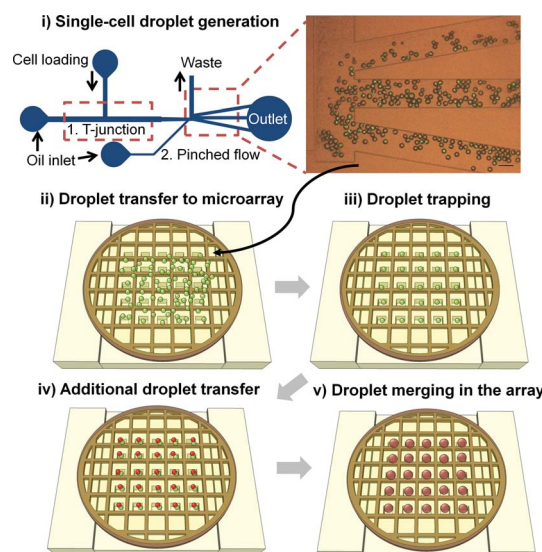 i) Single-cell droplet generation
Cell loading
Waste
1. T-junction
Outlet
Oil inlet
2. Pinched flow
ii) Droplet transfer to microarray
iii) Droplet trapping
iv) Additional droplet transfer
v) Droplet merging in the array